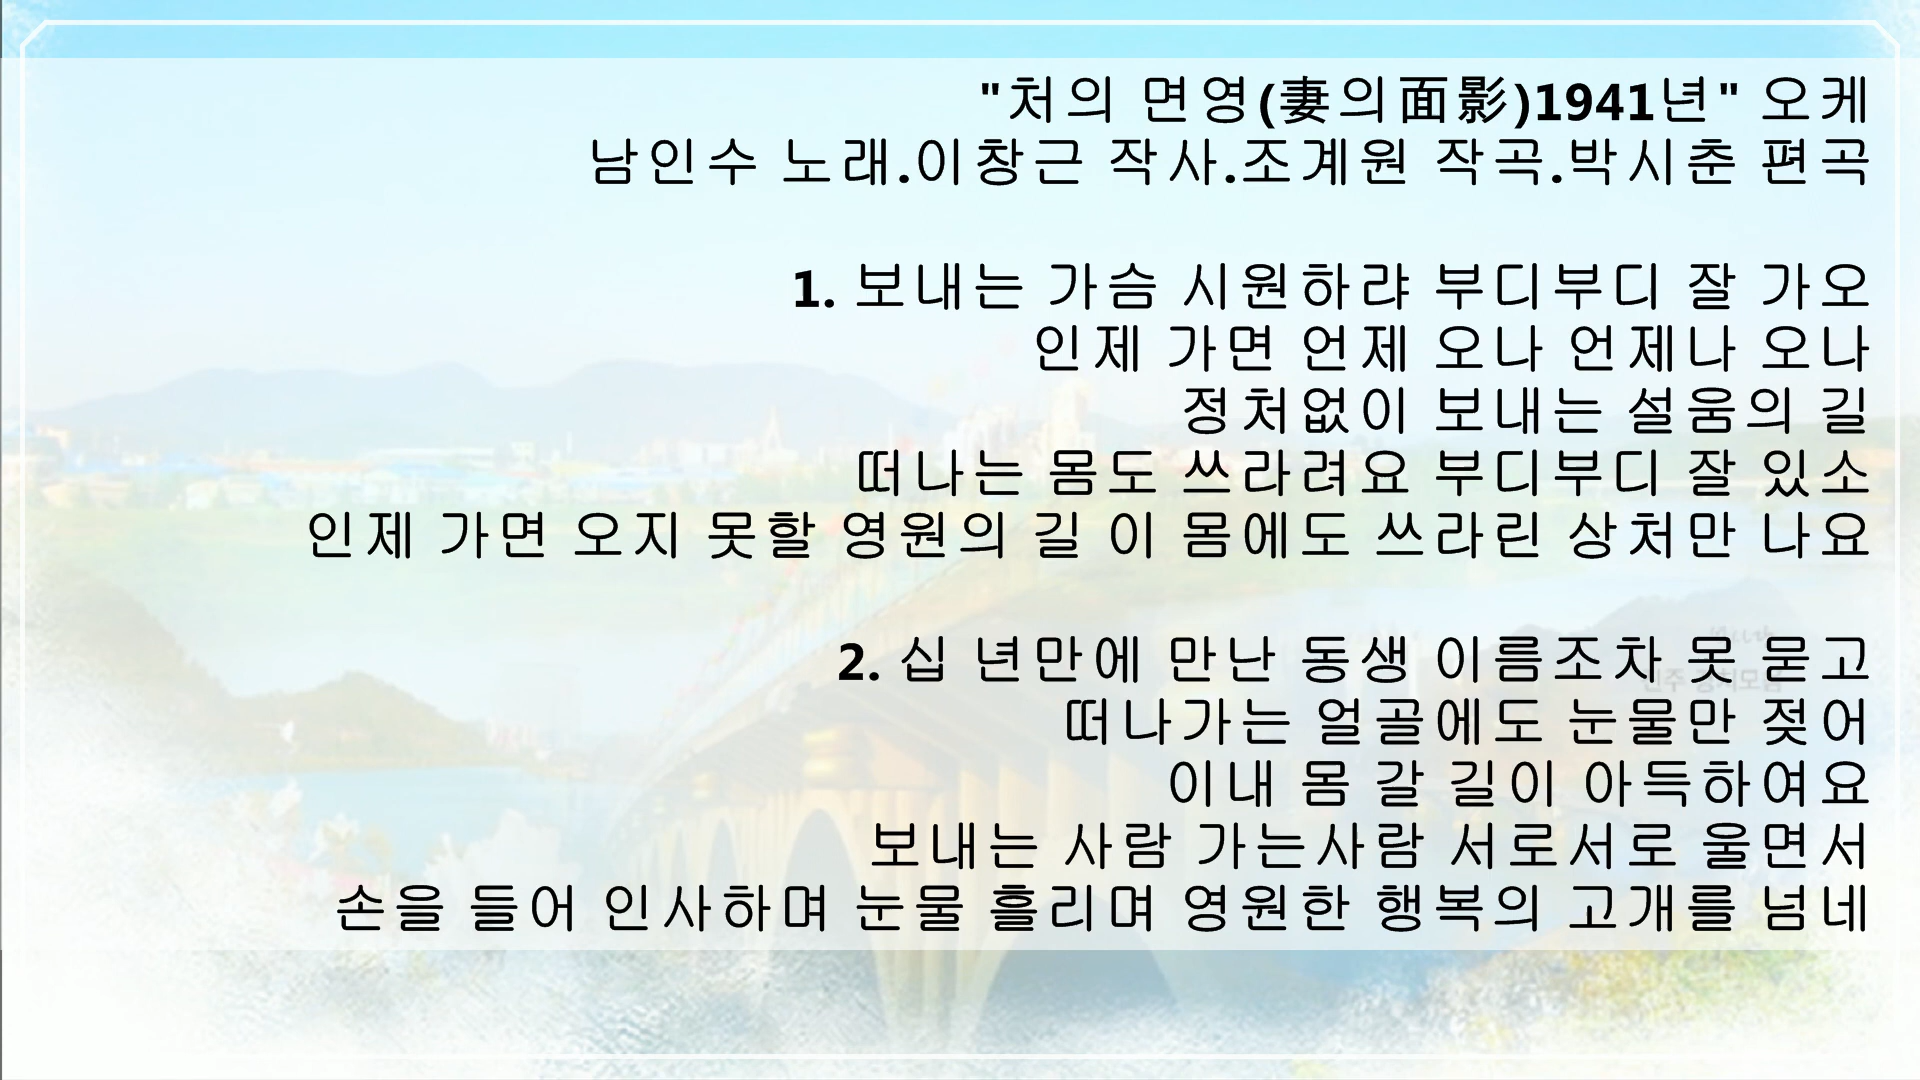 "처의 면영(妻의面影)1941년" 오케
남인수 노래.이창근 작사.조계원 작곡.박시춘 편곡
1. 보내는 가슴 시원하랴 부디부디 잘 가오
인제 가면 언제 오나 언제나 오나
정처없이 보내는 설움의 길
떠나는 몸도 쓰라려요 부디부디 잘 있소
인제 가면 오지 못할 영원의 길 이 몸에도 쓰라린 상처만 나요
2. 십 년만에 만난 동생 이름조차 못 묻고
떠나가는 얼골에도 눈물만 젖어
이내 몸 갈 길이 아득하여요
보내는 사람 가는사람 서로서로 울면서
손을 들어 인사하며 눈물 흘리며 영원한 행복의 고개를 넘네